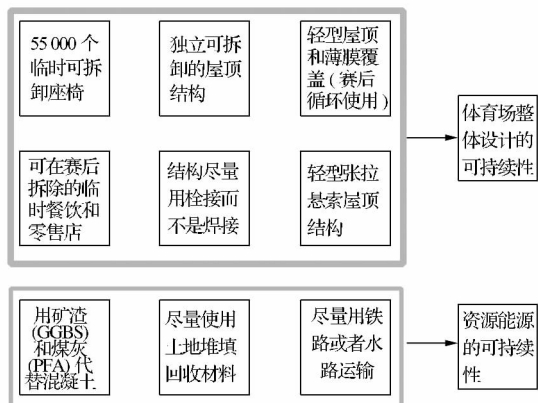 55 000 个
临时可拆
卸座椅
独立可拆
卸的屋顶
结构
轻型屋顶
和薄膜覆
盖(赛后
循环使用)
体育场整
体设计的
可持续性
可在赛后
拆除的临
时餐饮和
零售店
结构尽量
用栓接而
不是焊接
轻型张拉
悬索屋顶
结构
用矿渣
(GGBS)
和煤灰
(PFA) 代
替混凝土
尽量使用
土地堆填
回收材料
尽量用铁
路或者水
路运输
资源能源
的可持续
性